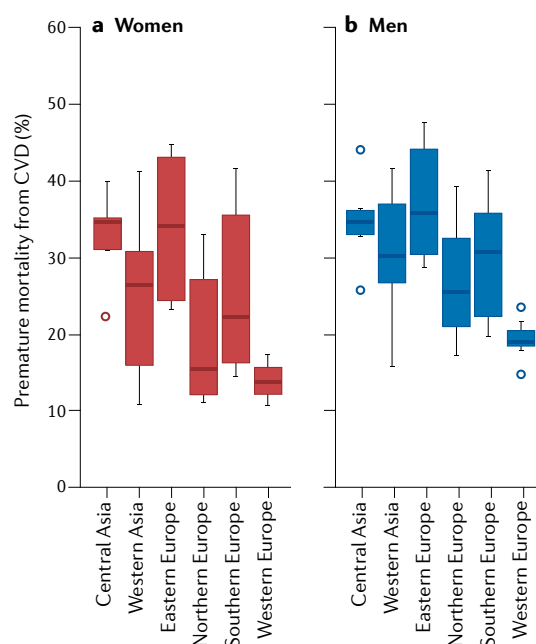 a Women
b Men
Premature mortality from CVD (%)
60
50
40
30
20
10
0
Central Asia
Western Asia
Eastern Europe
Northern Europe
Southern Europe
Western Europe
Central Asia
Western Asia
Eastern Europe
Northern Europe
Southern Europe
Western Europe